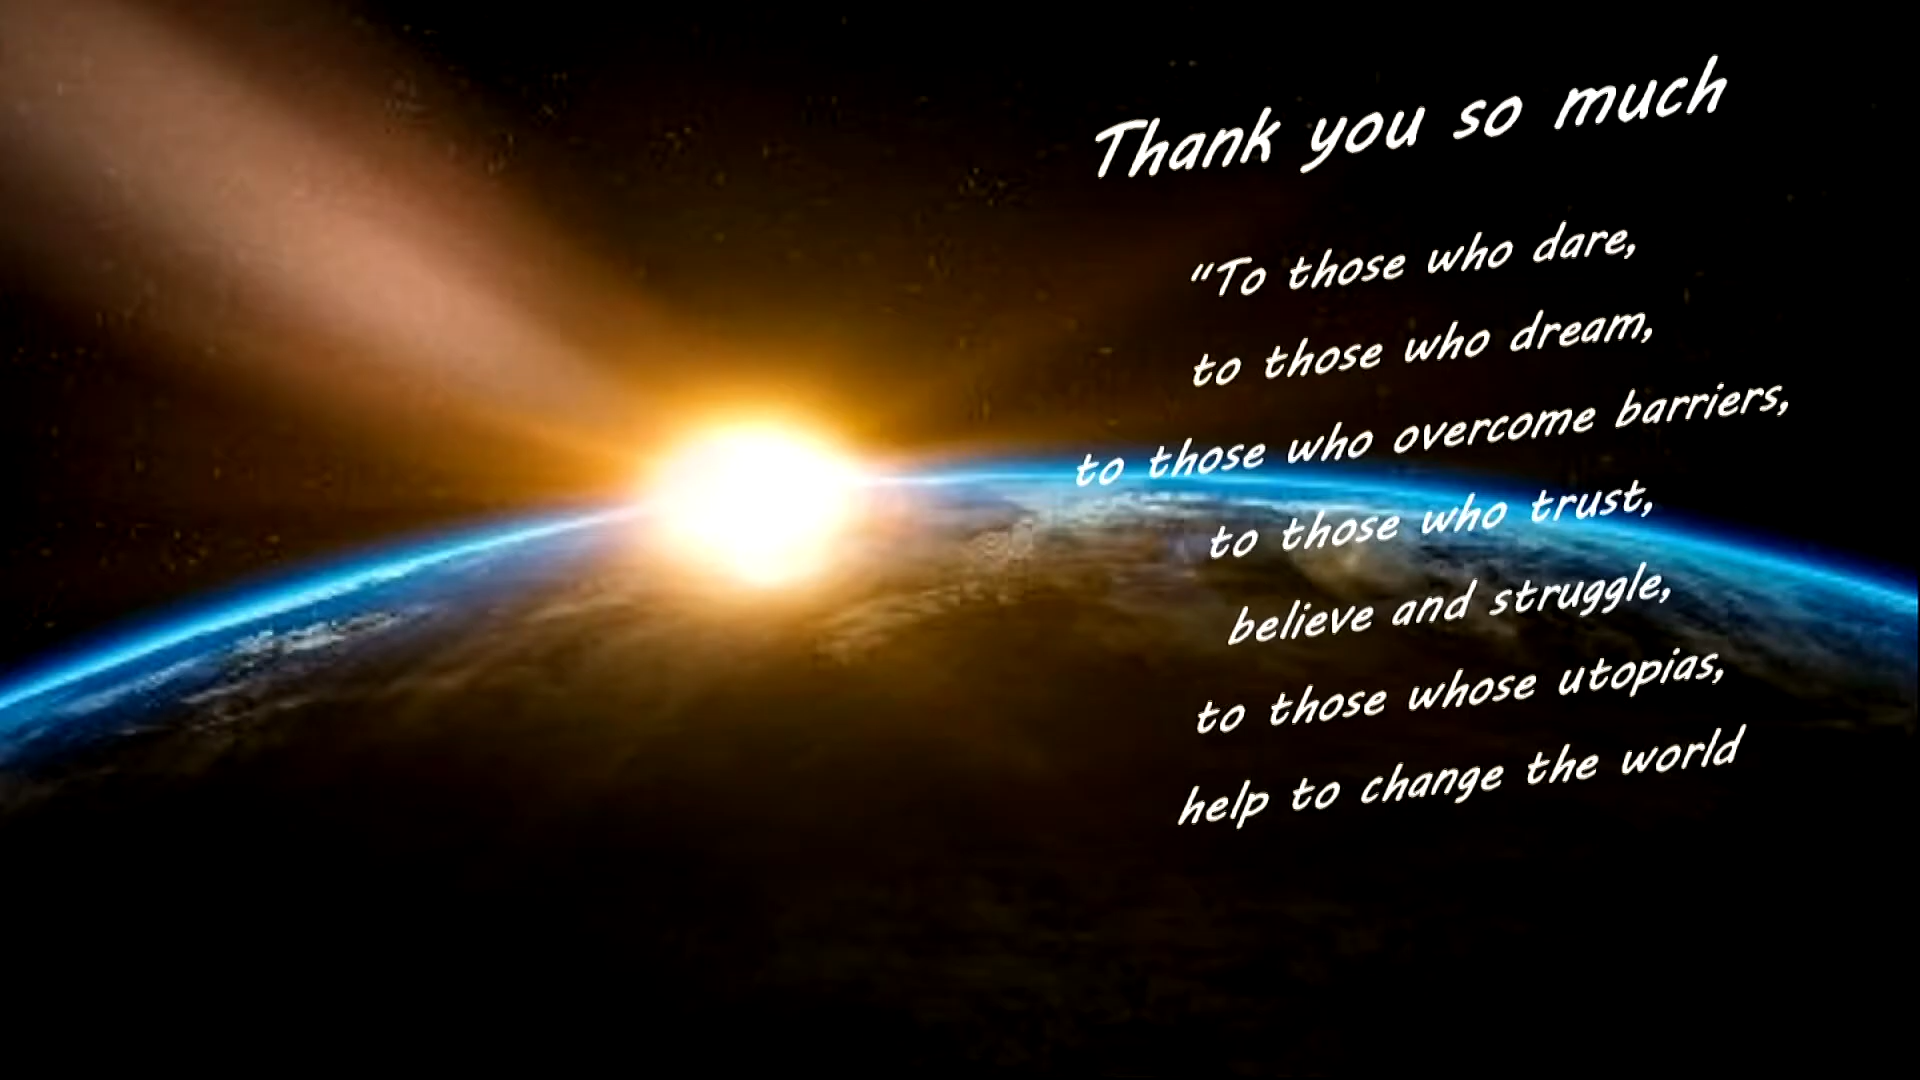 Thank you so much
“To those who dare,
to those who dream,
to those who overcome barriers,
to those who trust,
believe and struggle,
to those whose utopias,
help to change the world